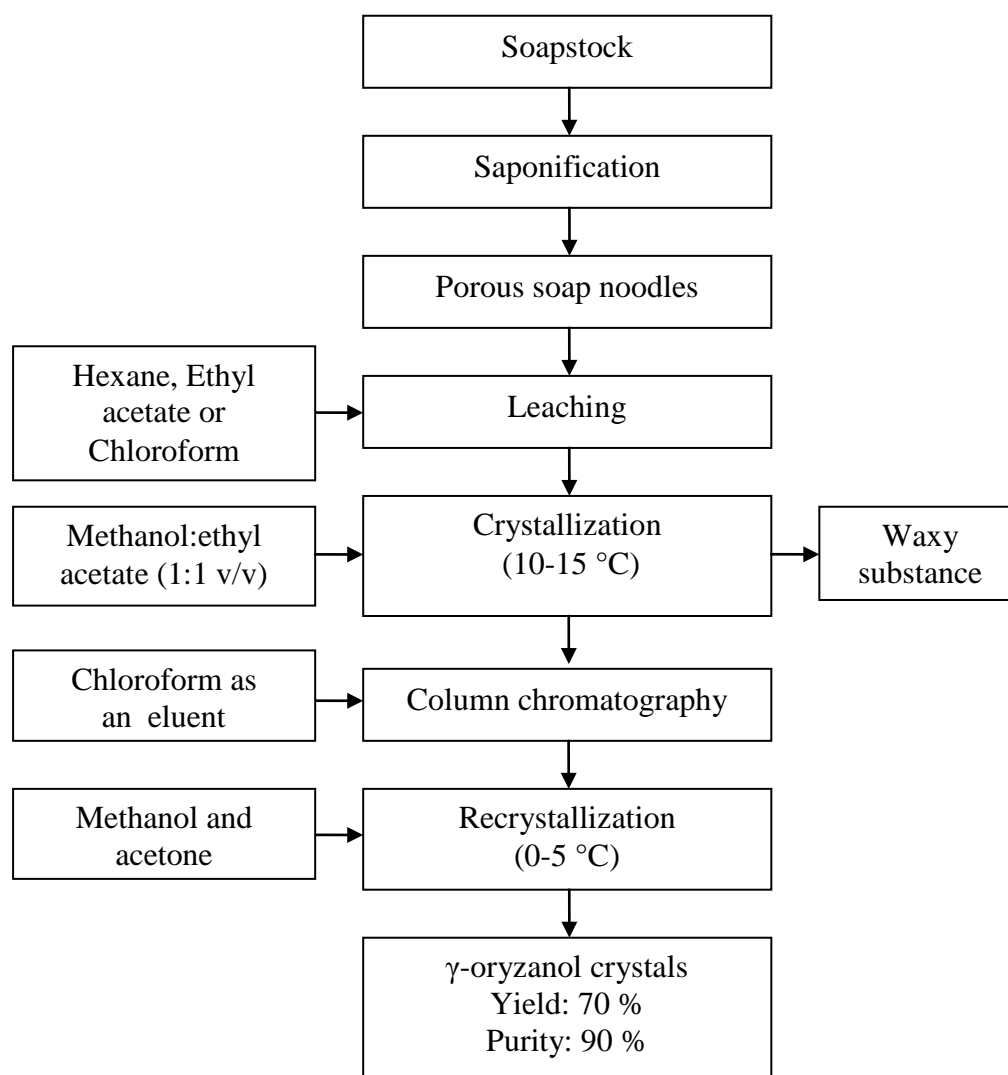 Soapstock
Saponification
Porous soap noodles
Hexane, Ethyl
acetate or
Chloroform
Leaching
Methanol:ethyl
acetate (1:1 v/v)
Crystallization
(10-15 °C)
Waxy
substance
Chloroform as
an eluent
Column chromatography
Methanol and
acetone
Recrystallization
(0-5 °C)
γ-oryzanol crystals
Yield: 70 %
Purity: 90 %